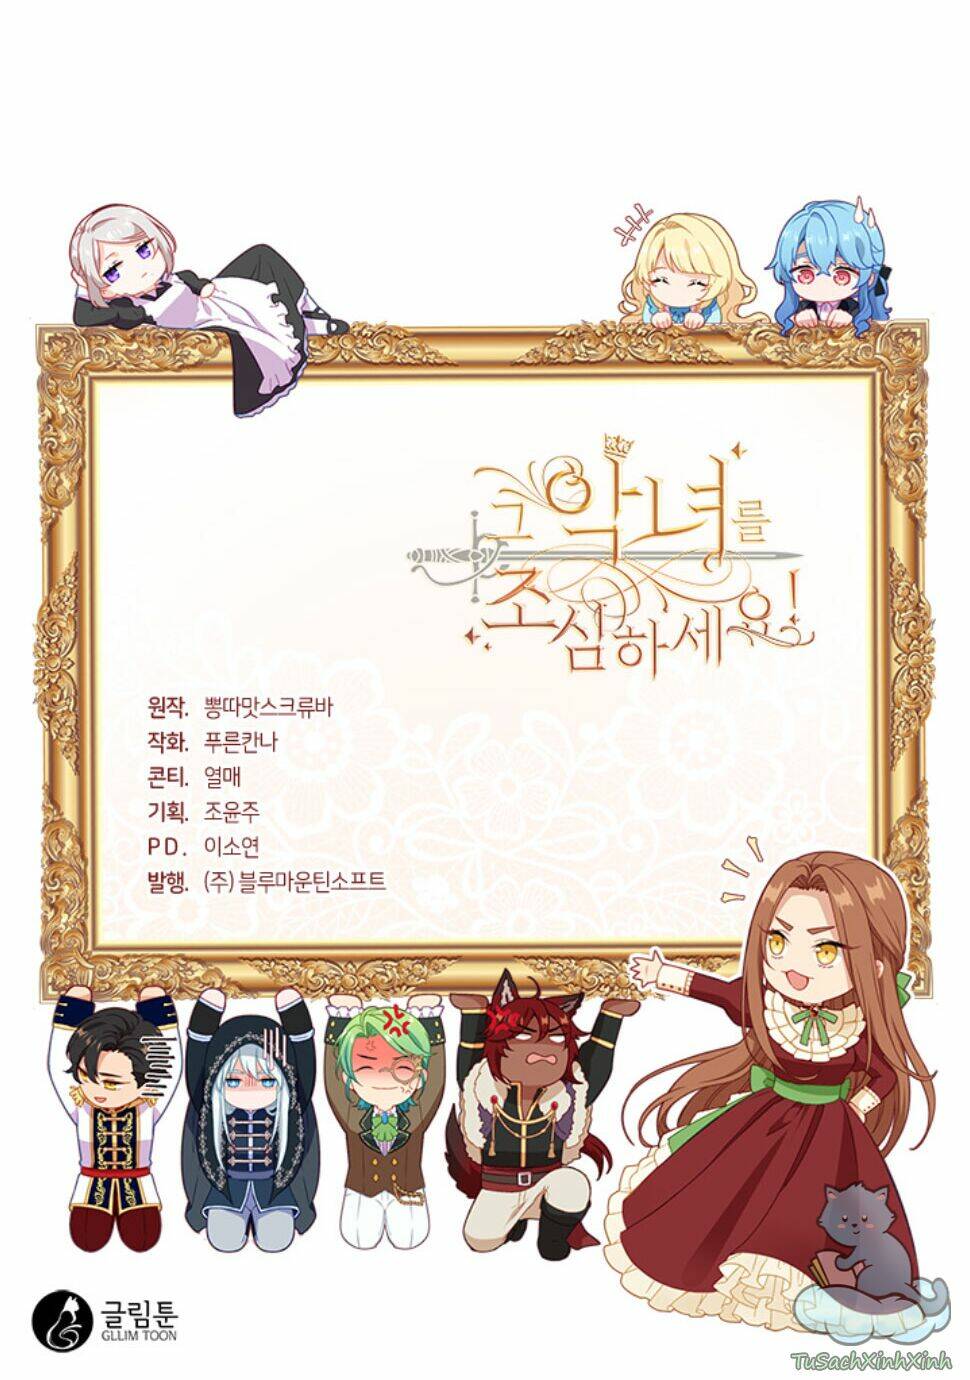 그 악녀를
조심하세요!
원작. 뽕따맛스크류바
작화. 푸른칸나
콘티. 열매
기획. 조윤주
PD. 이소연
발행. (주) 블루마운틴소프트
글림툰
GLLIM TOON
TuSachXinhXinh